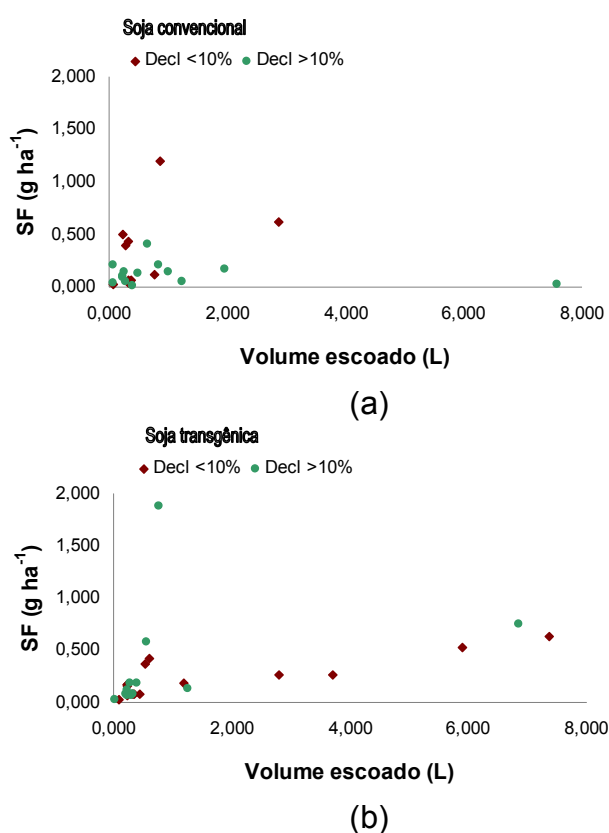 Soja convencional
Decl <10% Decl >10%
2,000
1,500
1,000
0,500
0,000
SF (g ha⁻¹)
0,000 2,000 4,000 6,000 8,000
Volume escoado (L)
(a)
Soja transgênica
Decl <10% Decl >10%
2,000
1,500
1,000
0,500
0,000
SF (g ha⁻¹)
0,000 2,000 4,000 6,000 8,000
Volume escoado (L)
(b)